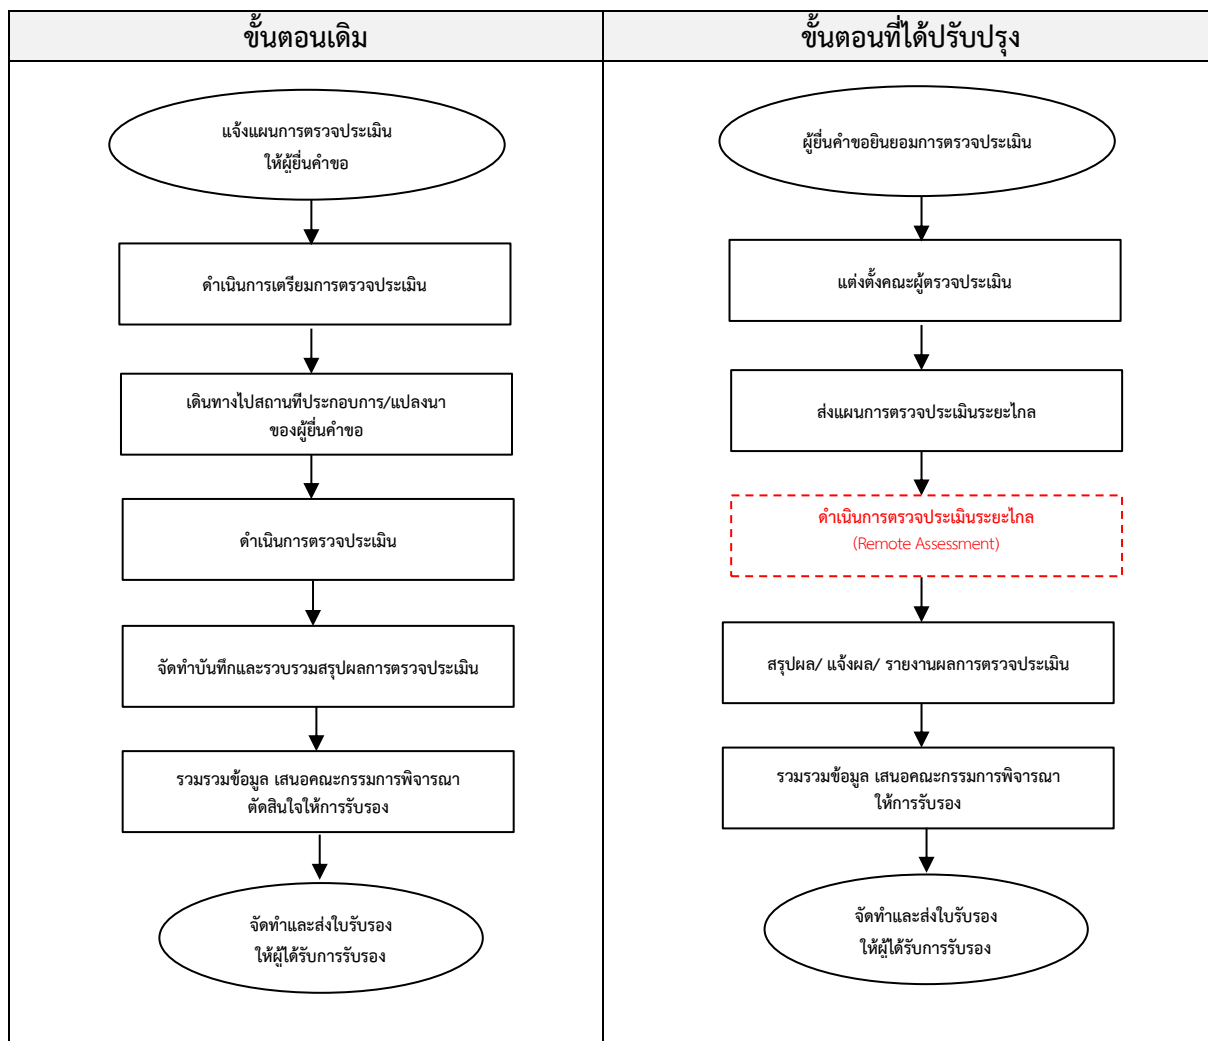 ขั้นตอนเดิม
แจ้งแผนการตรวจประเมิน
ให้ผู้ยื่นคำขอ
ดำเนินการเตรียมการตรวจประเมิน
เดินทางไปสถานที่ประกอบการ/แปลงนา
ของผู้ยื่นคำขอ
ดำเนินการตรวจประเมิน
จัดทำบันทึกและรวบรวมสรุปผลการตรวจประเมิน
รวมรวมข้อมูล เสนอคณะกรรมการพิจารณา
ตัดสินใจให้การรับรอง
จัดทำและส่งใบรับรอง
ให้ผู้ได้รับการรับรอง
ขั้นตอนที่ได้ปรับปรุง
ผู้ยื่นคำขอยินยอมการตรวจประเมิน
แต่งตั้งคณะผู้ตรวจประเมิน
ส่งแผนการตรวจประเมินระยะไกล
ดำเนินการตรวจประเมินระยะไกล
(Remote Assessment)
สรุปผล/ แจ้งผล/ รายงานผลการตรวจประเมิน
รวมรวมข้อมูล เสนอคณะกรรมการพิจารณา
ให้การรับรอง
จัดทำและส่งใบรับรอง
ให้ผู้ได้รับการรับรอง